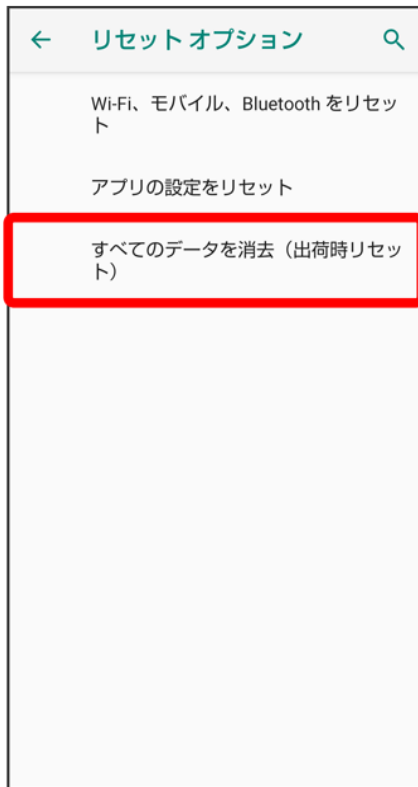 リセット オプション
Wi-Fi、モバイル、Bluetooth をリセッ
ト
アプリの設定をリセット
すべてのデータを消去（出荷時リセッ
ト）